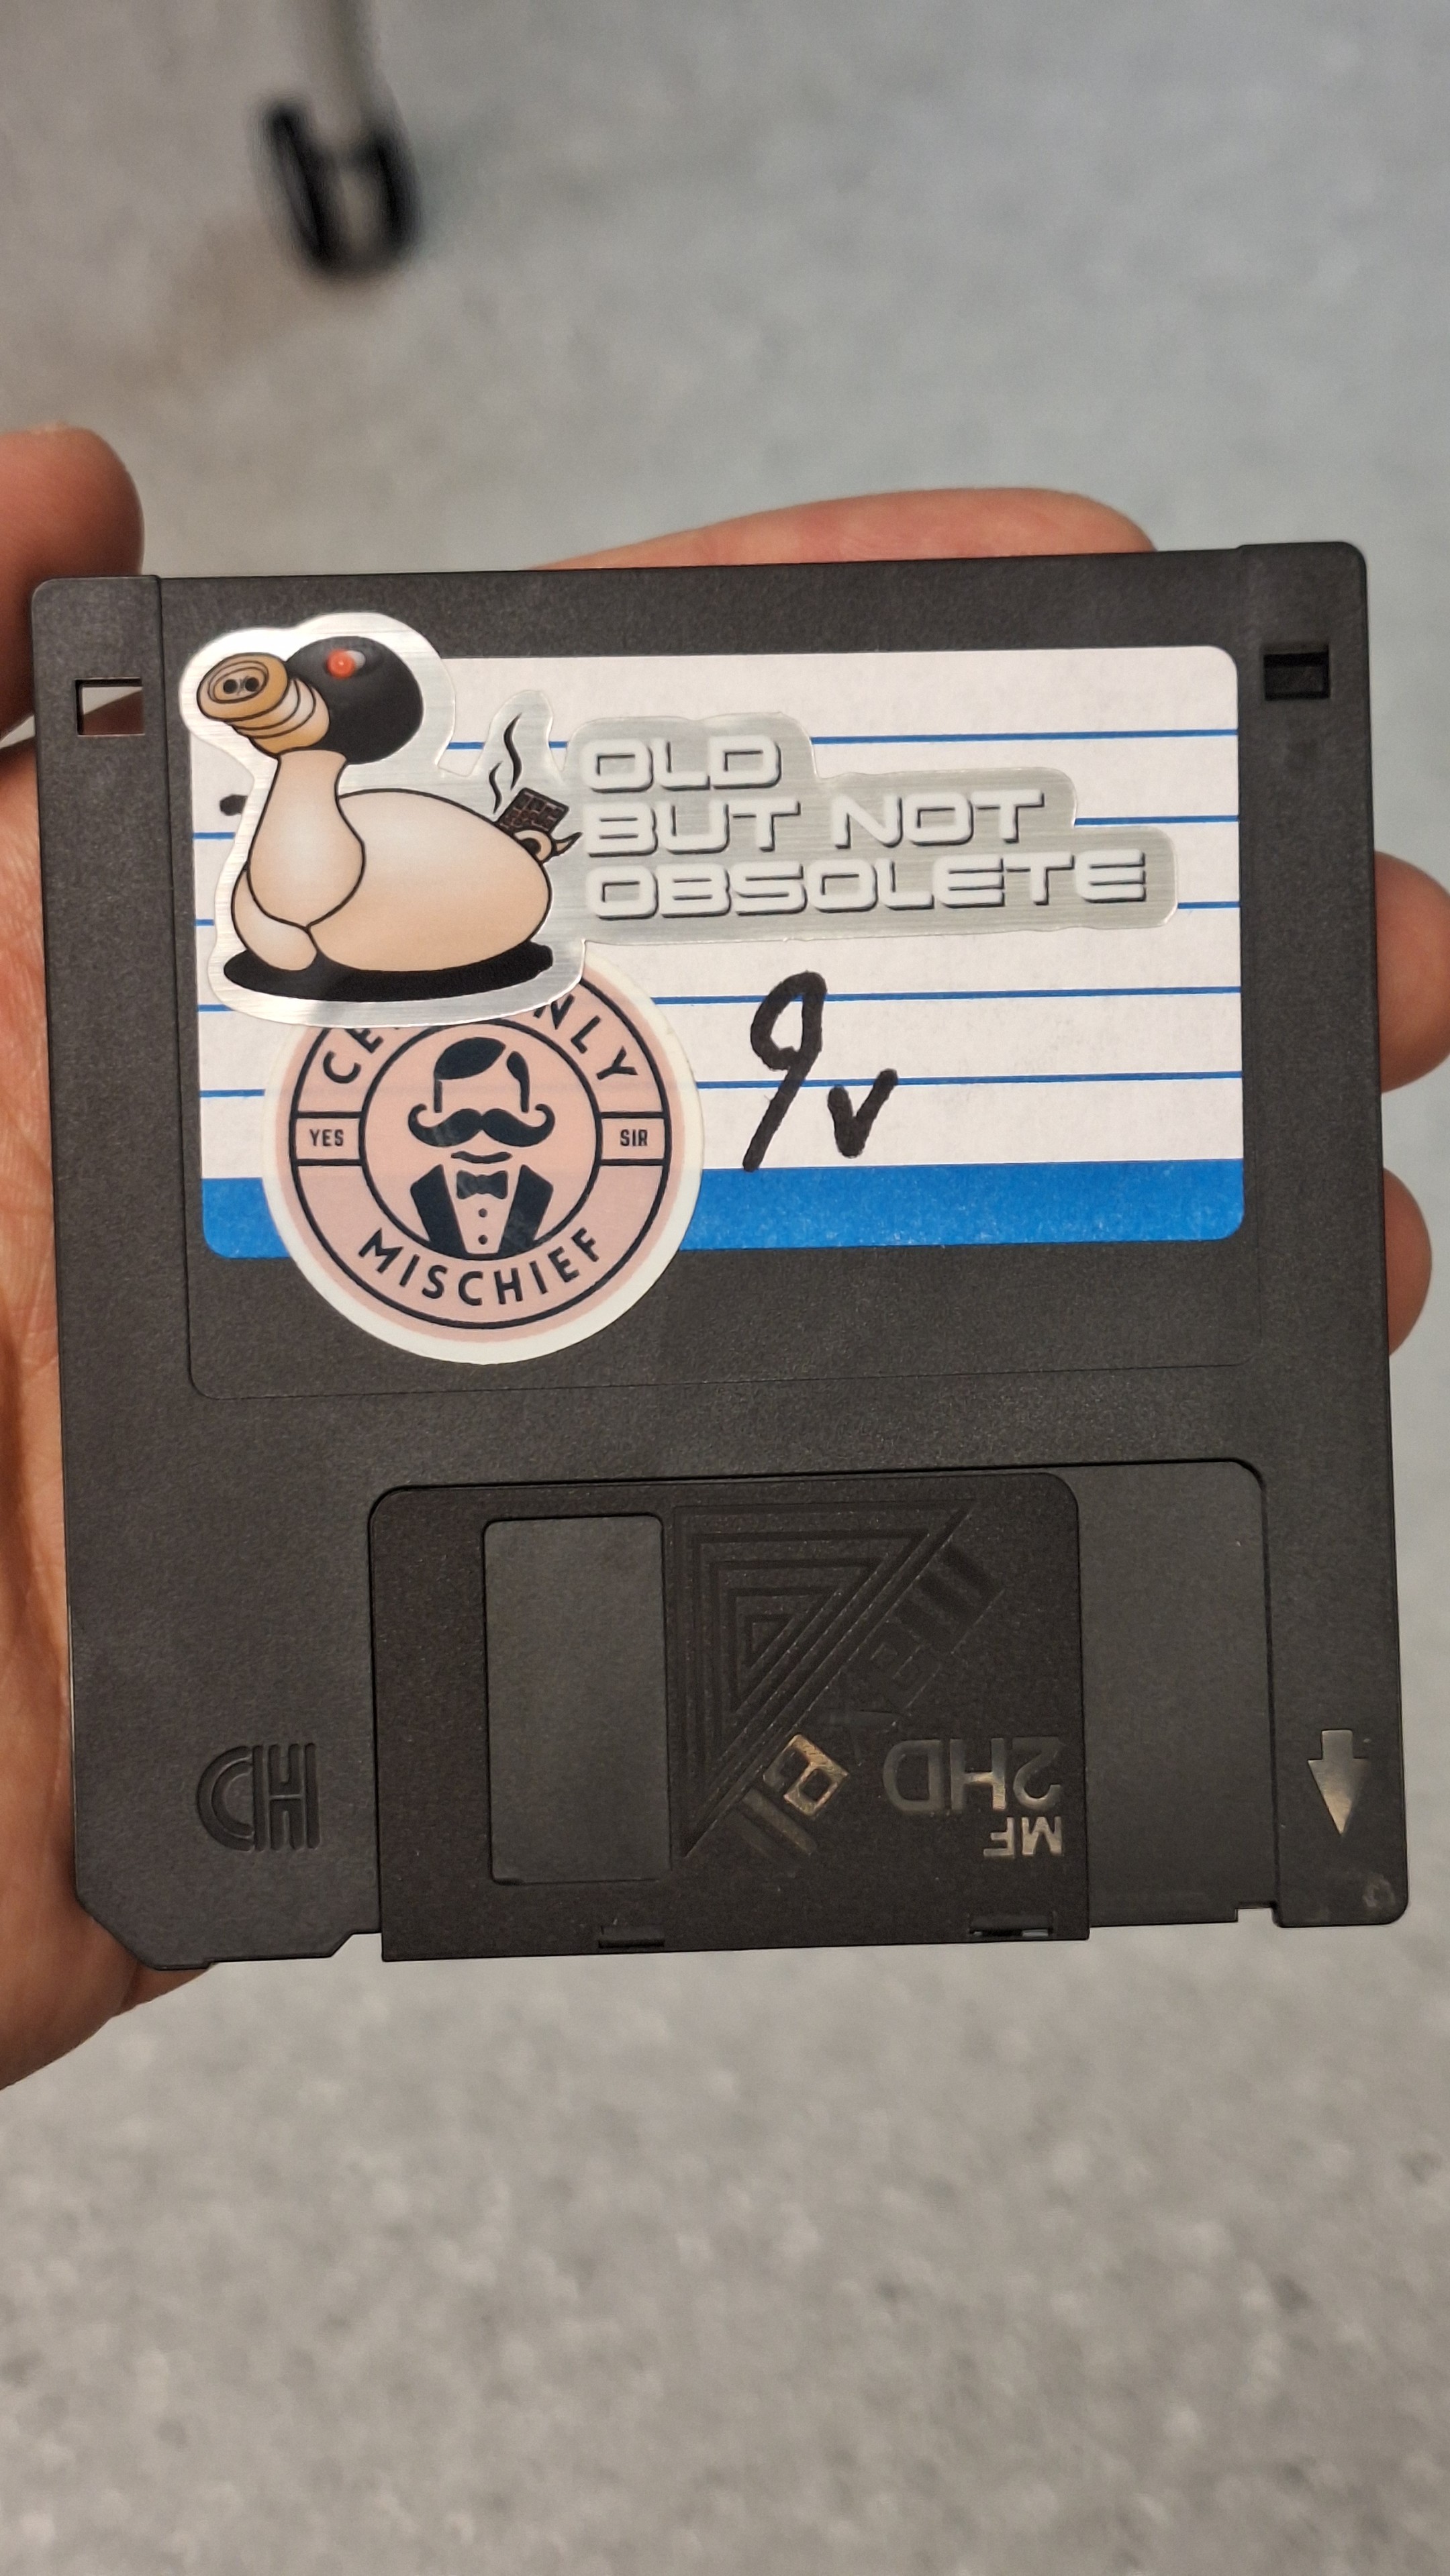 OLD
BUT NOT
OBSOLETE
9v
YES
SIR
MISCHIEF
HD
MF
2HD